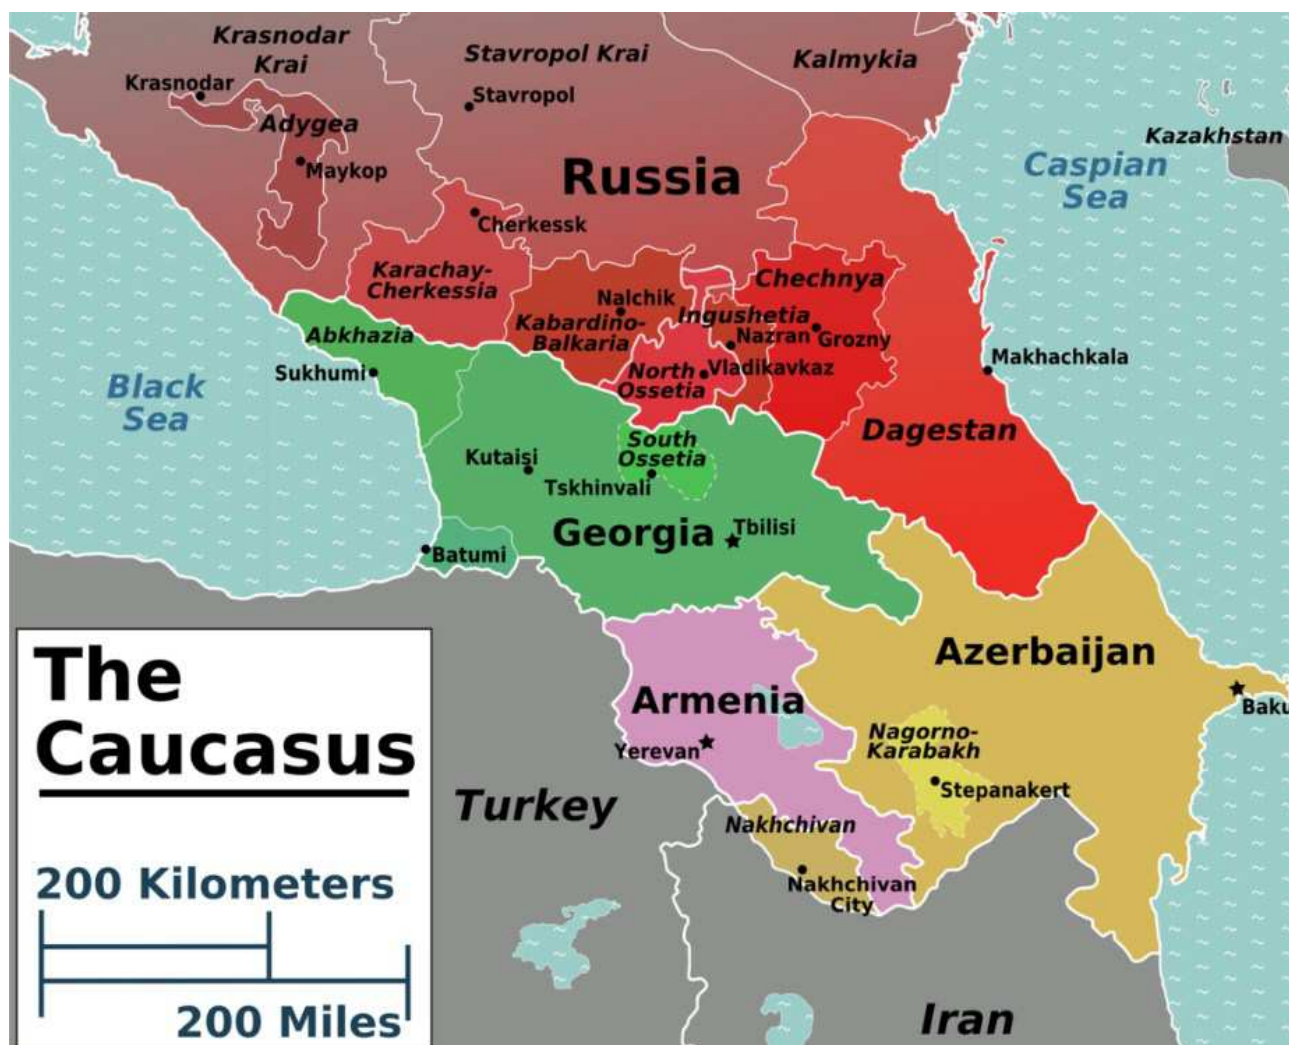 Krasnodar
Krai
Stavropol Krai
Kalmykia
Krasnodar
Stavropol
Adygea
Kazakhstan
Maykop
Russia
Caspian
Sea
Cherkessk
Karachay-
Cherkessia
Chechnya
Nalchik
Ingushetia
Kabardino-
Balkaria
Nazran
Grozny
Abkhazia
Makhachkala
Sukhumi
North
Ossetia
Vladikavkaz
Black
Sea
Dagestan
South
Ossetia
Kutaisi
Tskhinvali
Georgia
Tbilisi
Batumi
Azerbaijan
Armenia
Baku
Yerevan
Nagorno-
Karabakh
Stepanakert
Turkey
Nakhchivan
Nakhchivan
City
Iran
The
Caucasus
200 Kilometers
200 Miles